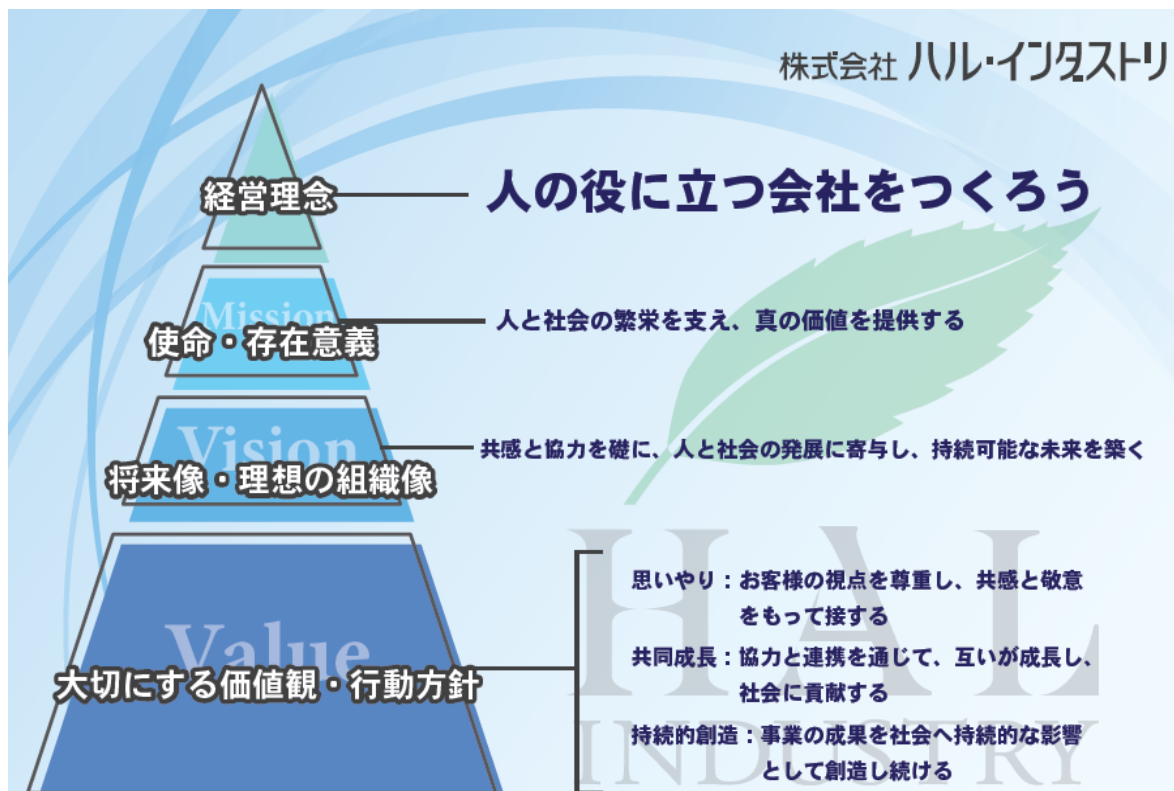 株式会社 ハル・インダストリ
経営理念
人の役に立つ会社をつくろう
Mission
使命・存在意義
人と社会の繁栄を支え、真の価値を提供する
Vision
将来像・理想の組織像
共感と協力を礎に、人と社会の発展に寄与し、持続可能な未来を築く
Value
大切にする価値観・行動方針
思いやり：お客様の視点を尊重し、共感と敬意
をもって接する
共同成長：協力と連携を通じて、互いが成長し、
社会に貢献する
持続的創造：事業の成果を社会へ持続的な影響
として創造し続ける
HAL
INDUSTRY